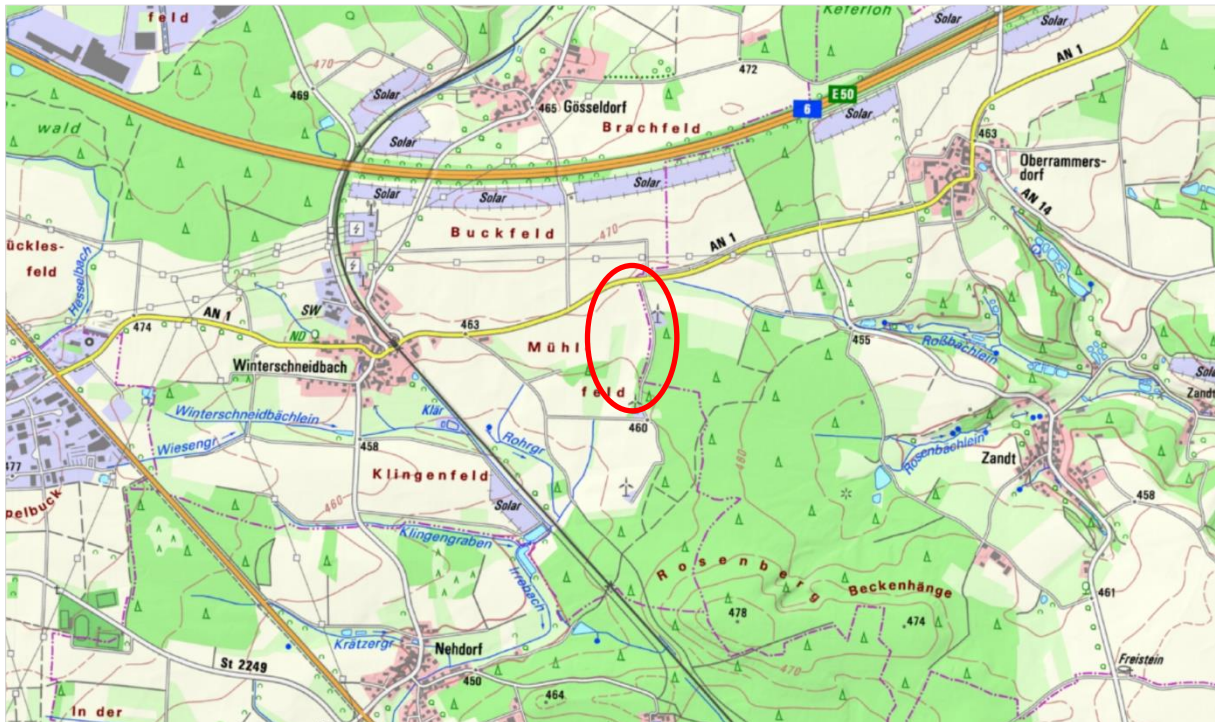 feld
Keferloh
Solar
Solar
470
472
AN 1
E 50
6
Solar
469
Solar
465
Gösseldorf
wald
Brachfeld
463
Oberrammers-
dorf
Solar
Solar
Solar
Solar
AN 14
Buckfeld
470
AN 1
ückles-
feld
Hesselbach
SW
AN 1
474
ND
463
Mühl
455
Roßbächlein
Winterschneidbach
feld
Solar
Zandt
Klär
460
Winterschneidbächlein
Rohrgr
Wiesengr
458
Rosenbächlein
Zandt
477
Klingenfeld
460
458
pelbuck
460
Solar
Klingengraben
Rosenberg
Beckenhänge
Irrebach
461
478
474
Krätzergr
Nehdorf
St 2249
450
470
Freistein
464
In der